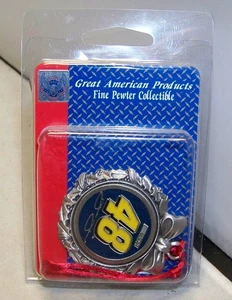 Great American Products
Fine Pewter Collectible
48